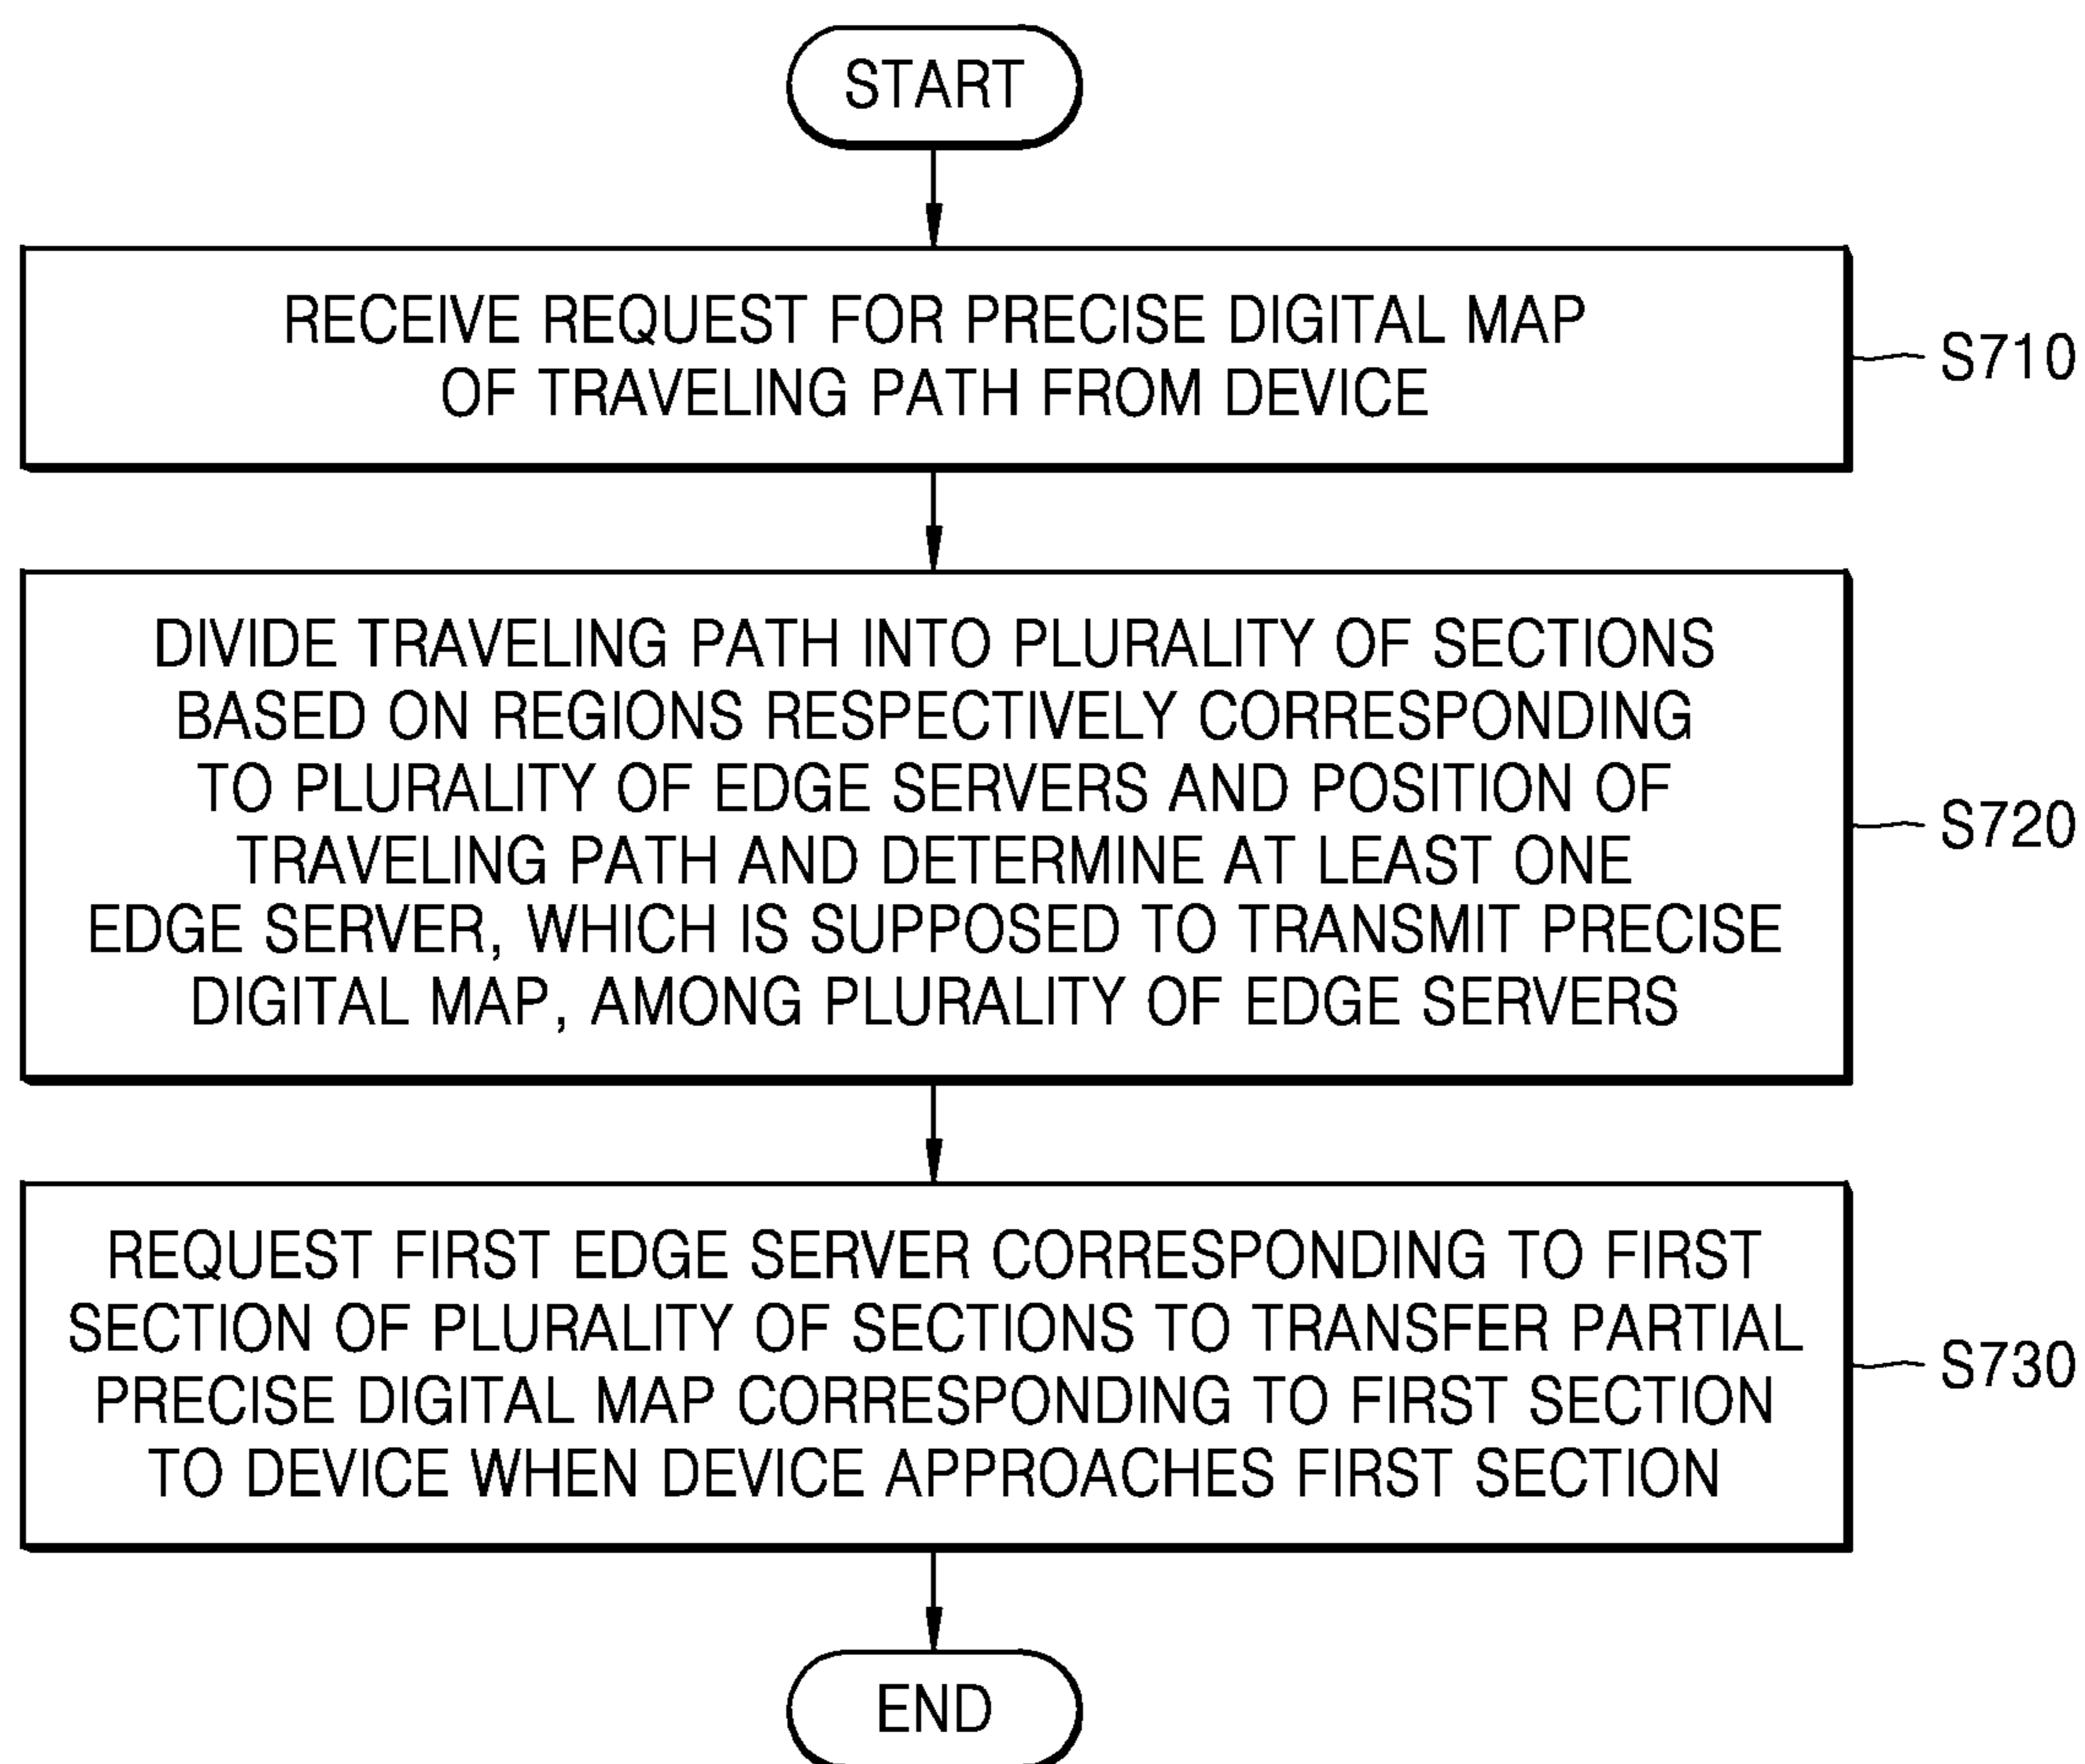 START
RECEIVE REQUEST FOR PRECISE DIGITAL MAP
OF TRAVELING PATH FROM DEVICE
S710
DIVIDE TRAVELING PATH INTO PLURALITY OF SECTIONS
BASED ON REGIONS RESPECTIVELY CORRESPONDING
TO PLURALITY OF EDGE SERVERS AND POSITION OF
TRAVELING PATH AND DETERMINE AT LEAST ONE
EDGE SERVER, WHICH IS SUPPOSED TO TRANSMIT PRECISE
DIGITAL MAP, AMONG PLURALITY OF EDGE SERVERS
S720
REQUEST FIRST EDGE SERVER CORRESPONDING TO FIRST
SECTION OF PLURALITY OF SECTIONS TO TRANSFER PARTIAL
PRECISE DIGITAL MAP CORRESPONDING TO FIRST SECTION
TO DEVICE WHEN DEVICE APPROACHES FIRST SECTION
S730
END